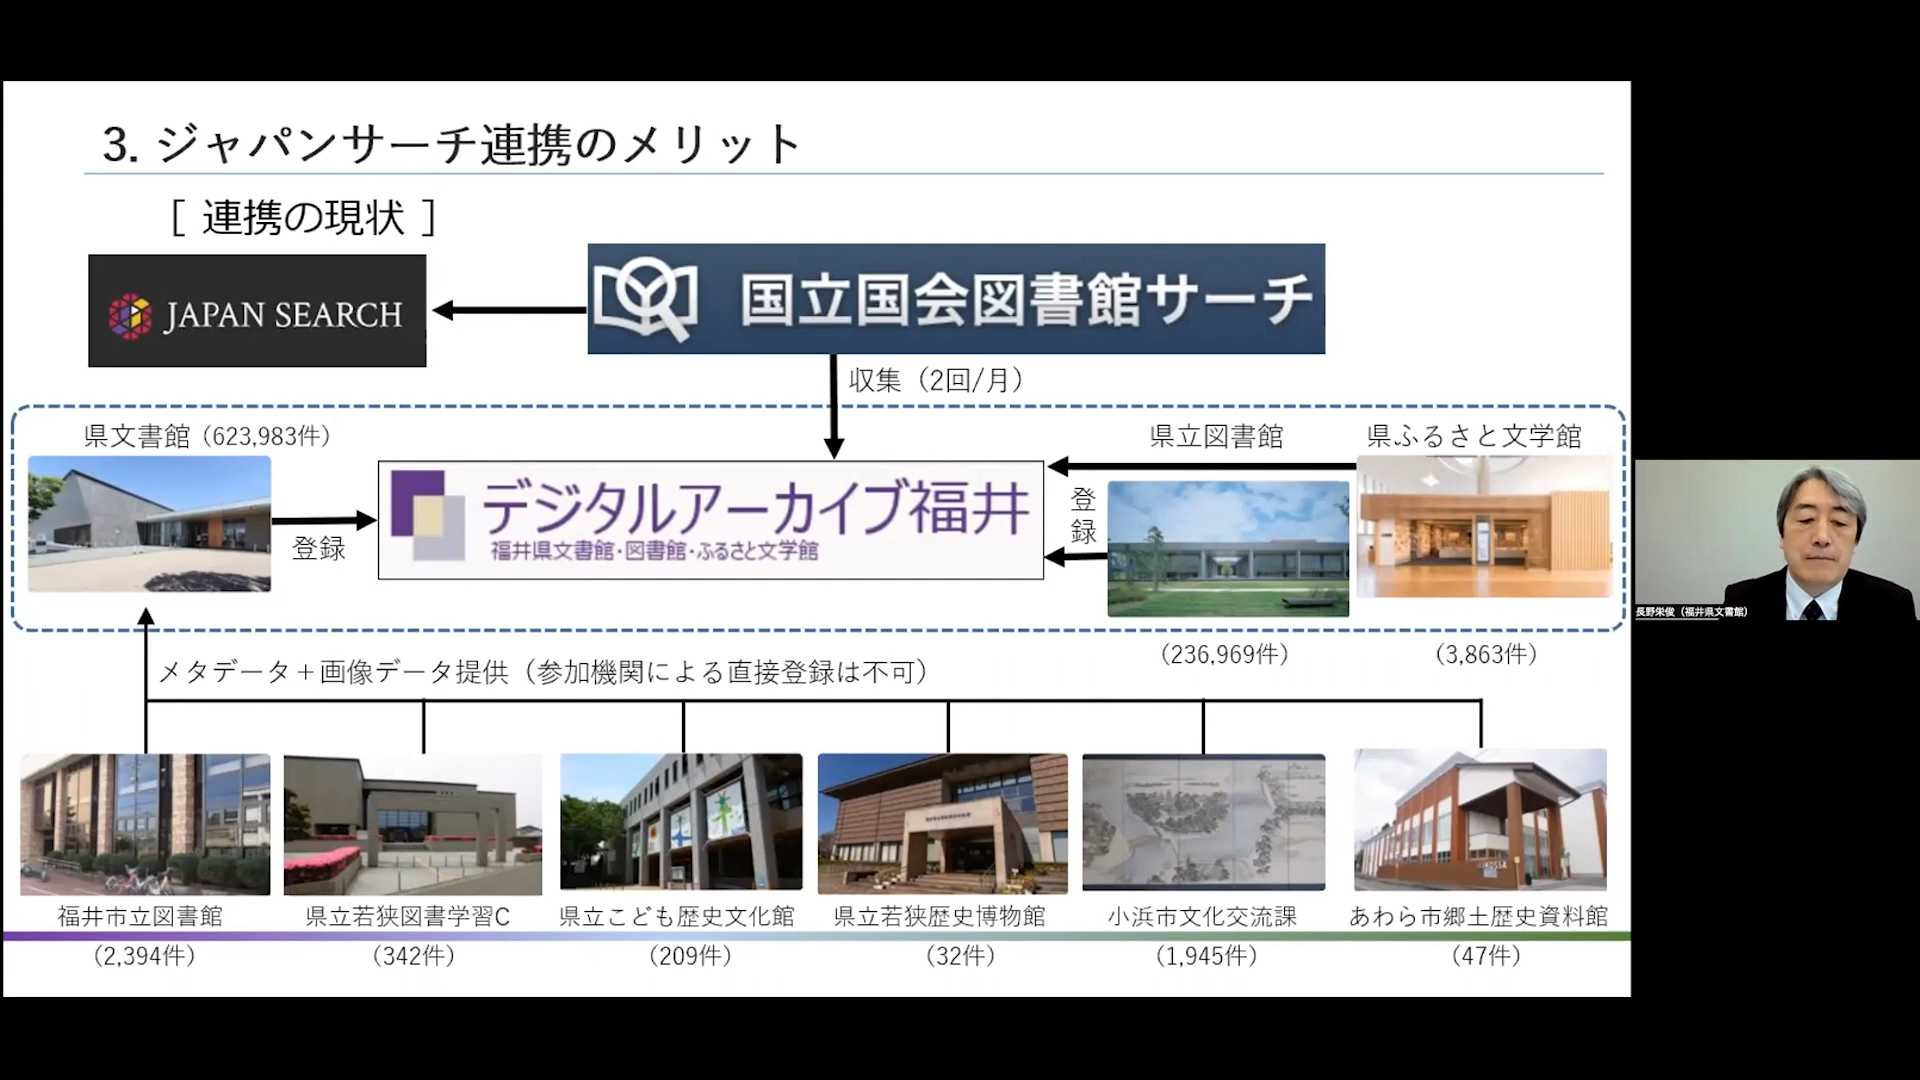 3. ジャパンサーチ連携のメリット
［ 連携の現状 ］
JAPAN SEARCH
国立国会図書館サーチ
収集（2回/月）
県文書館（623,983件）
県立図書館
県ふるさと文学館
登録
デジタルアーカイブ福井
福井県文書館・図書館・ふるさと文学館
登録
長野栄俊（福井県文書館）
（236,969件）
（3,863件）
メタデータ＋画像データ提供（参加機関による直接登録は不可）
福井市立図書館
県立若狭図書学習C
県立こども歴史文化館
県立若狭歴史博物館
小浜市文化交流課
あわら市郷土歴史資料館
（2,394件）
（342件）
（209件）
（32件）
（1,945件）
（47件）